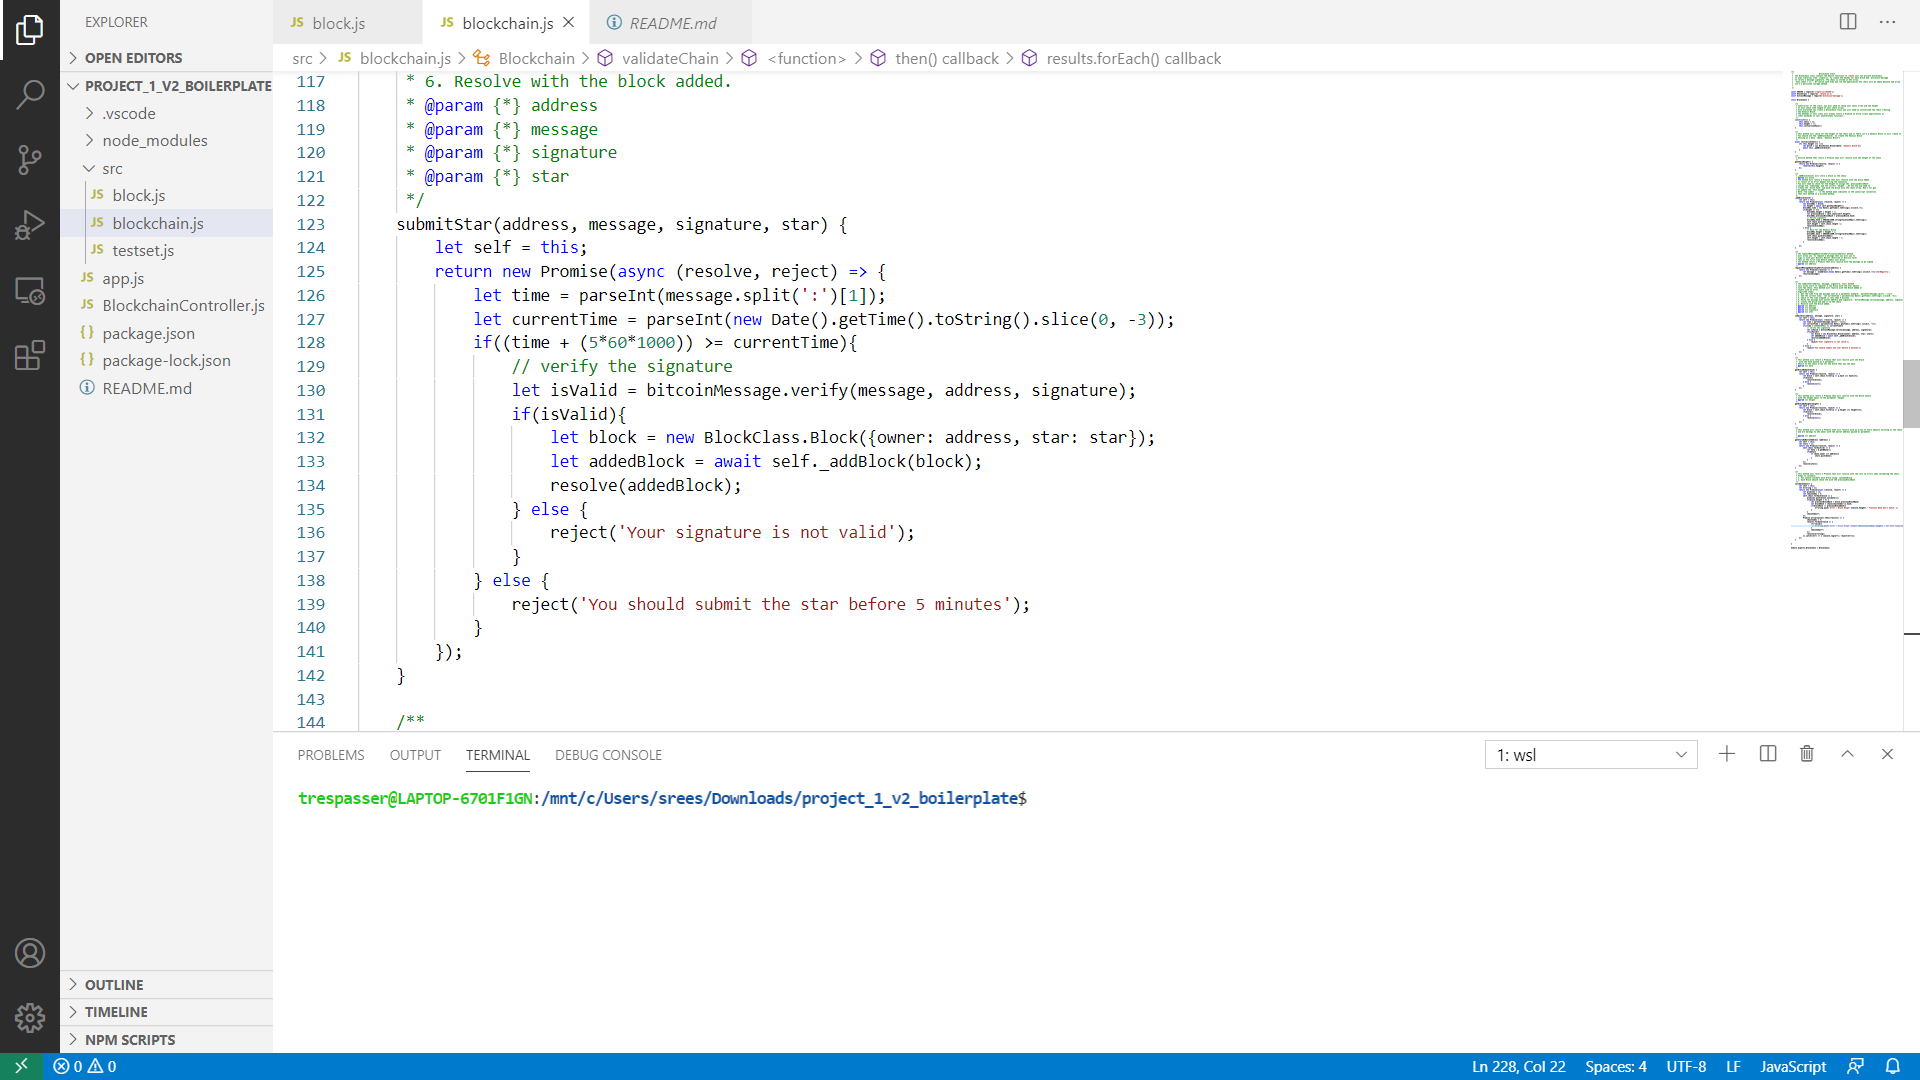 EXPLORER
OPEN EDITORS
PROJECT_1_V2_BOILERPLATE
.vscode
node_modules
src
JS block.js
JS blockchain.js
JS testset.js
JS app.js
JS BlockchainController.js
{} package.json
{} package-lock.json
README.md
OUTLINE
TIMELINE
NPM SCRIPTS
JS block.js
JS blockchain.js
README.md
src > JS blockchain.js > Blockchain > validateChain > <function> > then() callback > results.forEach() callback
117 * 6. Resolve with the block added.
118 * @param {*} address
119 * @param {*} message
120 * @param {*} signature
121 * @param {*} star
122 */
123 submitStar(address, message, signature, star) {
124 let self = this;
125 return new Promise(async (resolve, reject) => {
126 let time = parseInt(message.split(':')[1]);
127 let currentTime = parseInt(new Date().getTime().toString().slice(0, -3));
128 if((time + (5*60*1000)) >= currentTime){
129 // verify the signature
130 let isValid = bitcoinMessage.verify(message, address, signature);
131 if(isValid){
132 let block = new BlockClass.Block({owner: address, star: star});
133 let addedBlock = await self._addBlock(block);
134 resolve(addedBlock);
135 } else {
136 reject('Your signature is not valid');
137 }
138 } else {
139 reject('You should submit the star before 5 minutes');
140 }
141 });
142 }
143
144 /**
PROBLEMS OUTPUT TERMINAL DEBUG CONSOLE
1: wsl
trespasser@LAPTOP-6701F1GN:/mnt/c/Users/srees/Downloads/project_1_v2_boilerplate$
0 0
Ln 228, Col 22 Spaces: 4 UTF-8 LF JavaScript